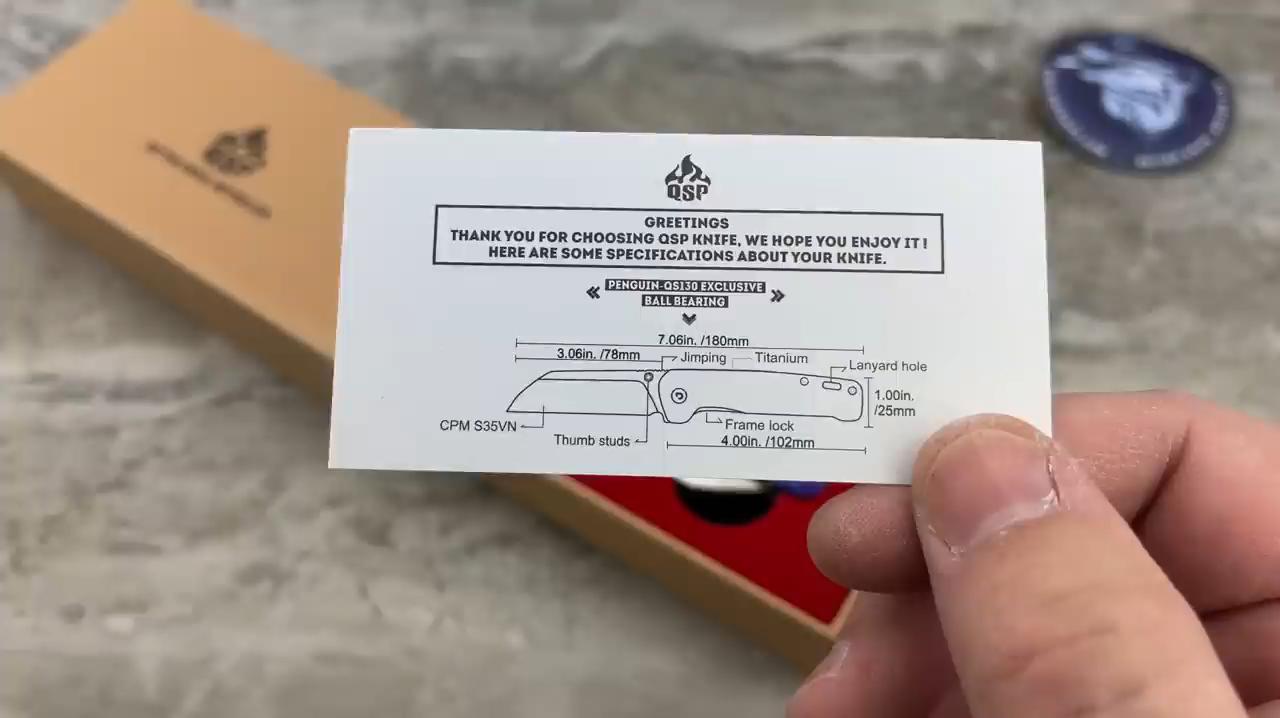 QSP
GREETINGS
THANK YOU FOR CHOOSING QSP KNIFE, WE HOPE YOU ENJOY IT !
HERE ARE SOME SPECIFICATIONS ABOUT YOUR KNIFE.
« PENGUIN-QS130 EXCLUSIVE »
BALL BEARING
7.06in. /180mm
3.06in. /78mm
Jimping
Titanium
Lanyard hole
1.00in.
/25mm
CPM S35VN
Frame lock
Thumb studs
4.00in. /102mm